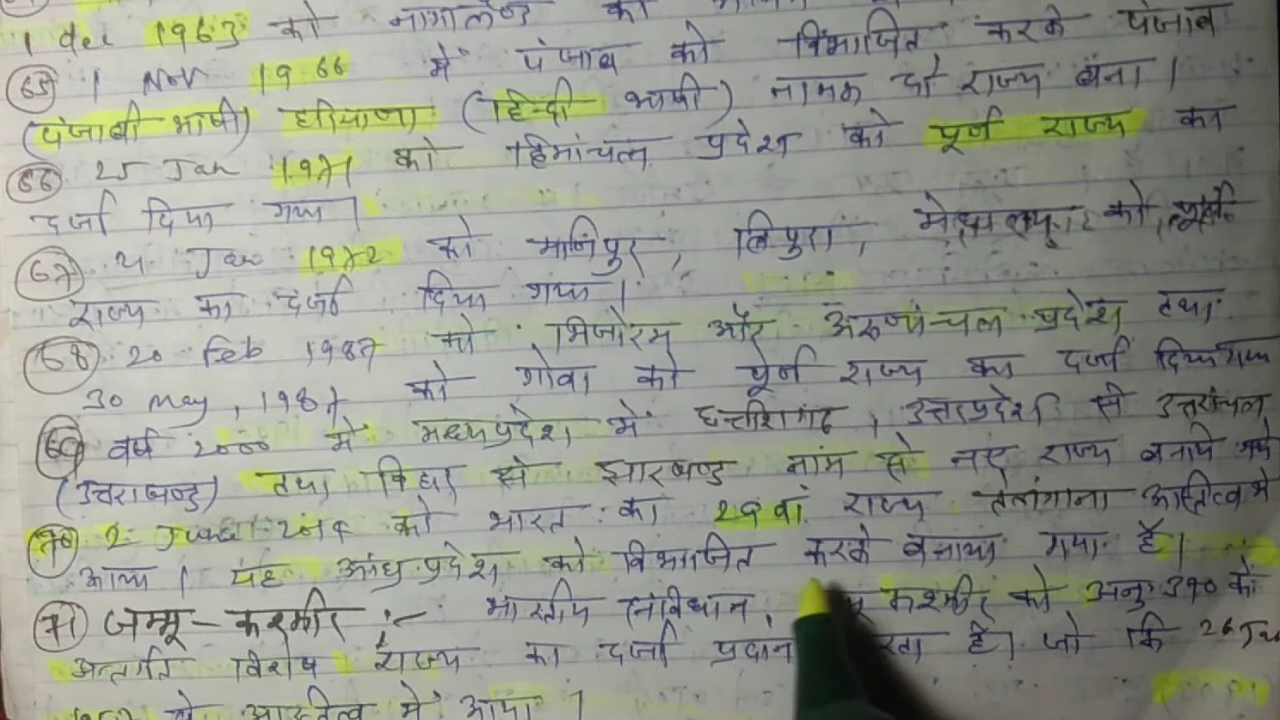 1 dec 1963 को नागालैण्ड का
(65) 1 Nov 1966 में पंजाब को विभाजित करके पंजाब
(पंजाबी भाषी) हरियाणा (हिन्दी भाषी) नामक दो राज्य बना।
(66) 25 Jan 1971 को हिमांचल प्रदेश को पूर्ण राज्य का
दर्जा दिया गया।
(67) 21 Jan 1972 को मणिपुर, त्रिपुरा, को
राज्य का दर्जा दिया गया।
(68) 20 Feb 1987 को मिजोरम और अरुणांचल प्रदेश तथा
30 may, 1987 को गोवा को पूर्ण राज्य का दर्जा दिया गया
(69) वर्ष 2000 में मध्यप्रदेश में छत्तीसगढ, उत्तरप्रदेश से उत्तरांचल
(उत्तराखण्ड) तथा बिहार से झारखण्ड नाम से नए राज्य बनाये गये
(70) 2 June 2014 को भारत का 29वां राज्य तेलंगाना अस्तित्व मे
आया। यह आंध्रप्रदेश को विभाजित करके बनाया गया है।
(71) जम्मू - कश्मीर :- भारतीय संविधान, कश्मीर को अनु॰ 370 के
अन्तर्गत विशेष राज्य का दर्जा प्रदान है। जो कि 26 Jan
अस्तित्व में आया।